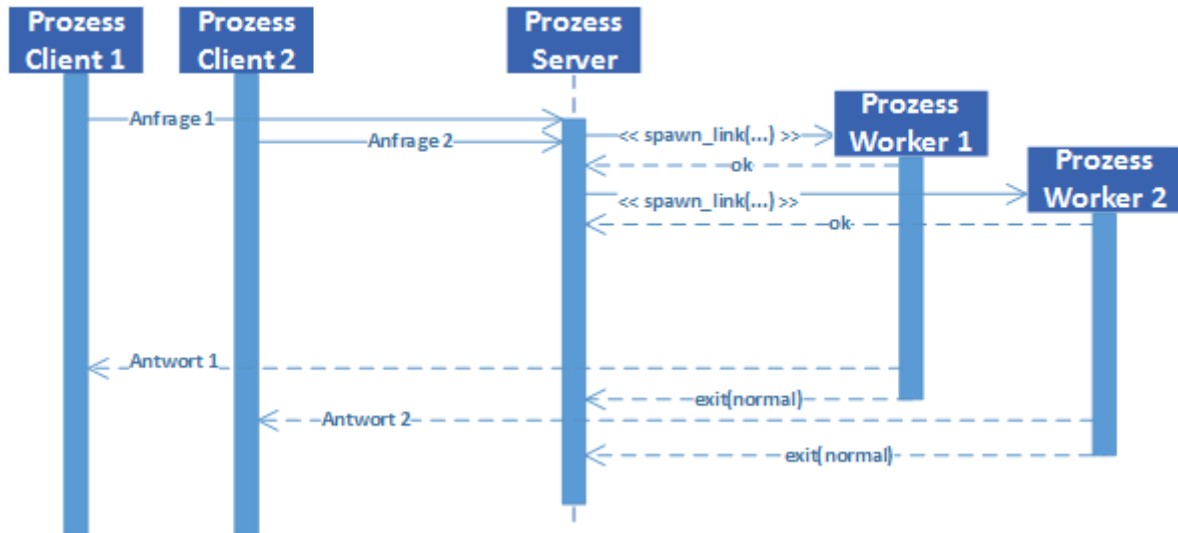 Prozess
Client 1
Prozess
Client 2
Prozess
Server
Prozess
Worker 1
Prozess
Worker 2
Anfrage 1
Anfrage 2
<< spawn_link(...) >>
ok
<< spawn_link(...) >>
ok
Antwort 1
exit(normal)
Antwort 2
exit(normal)